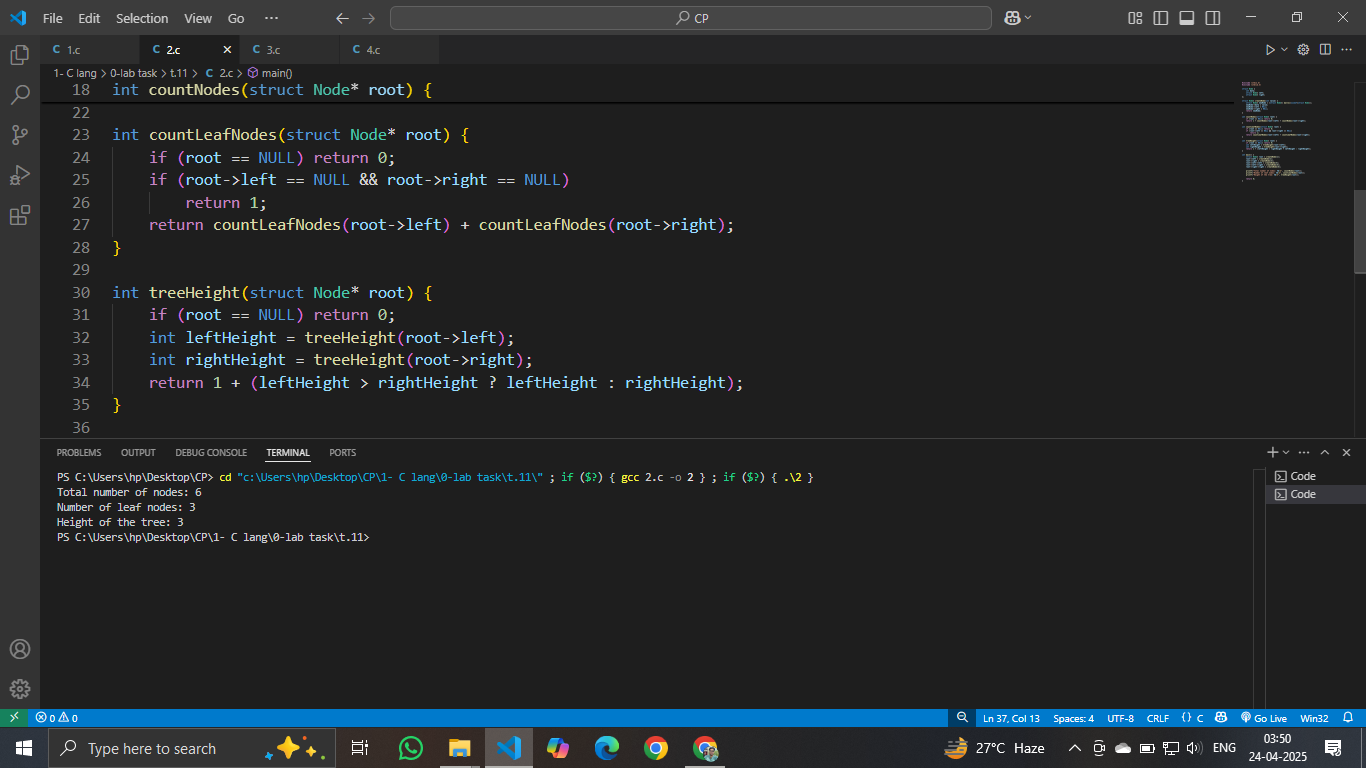 File Edit Selection View Go ··· CP
C 1.c C 2.c C 3.c C 4.c
1- C lang > 0-lab task > t.11 > C 2.c > main()
18 int countNodes(struct Node* root) {
22
23 int countLeafNodes(struct Node* root) {
24 if (root == NULL) return 0;
25 if (root->left == NULL && root->right == NULL)
26 return 1;
27 return countLeafNodes(root->left) + countLeafNodes(root->right);
28 }
29
30 int treeHeight(struct Node* root) {
31 if (root == NULL) return 0;
32 int leftHeight = treeHeight(root->left);
33 int rightHeight = treeHeight(root->right);
34 return 1 + (leftHeight > rightHeight ? leftHeight : rightHeight);
35 }
36
PROBLEMS OUTPUT DEBUG CONSOLE TERMINAL PORTS
PS C:\Users\hp\Desktop\CP> cd "c:\Users\hp\Desktop\CP\1- C lang\0-lab task\t.11\" ; if ($?) { gcc 2.c -o 2 } ; if ($?) { .\2 }
Total number of nodes: 6
Number of leaf nodes: 3
Height of the tree: 3
PS C:\Users\hp\Desktop\CP\1- C lang\0-lab task\t.11>
Code
Code
0 0 Ln 37, Col 13 Spaces: 4 UTF-8 CRLF {} C Go Live Win32
Type here to search 27°C Haze ENG 03:50
24-04-2025